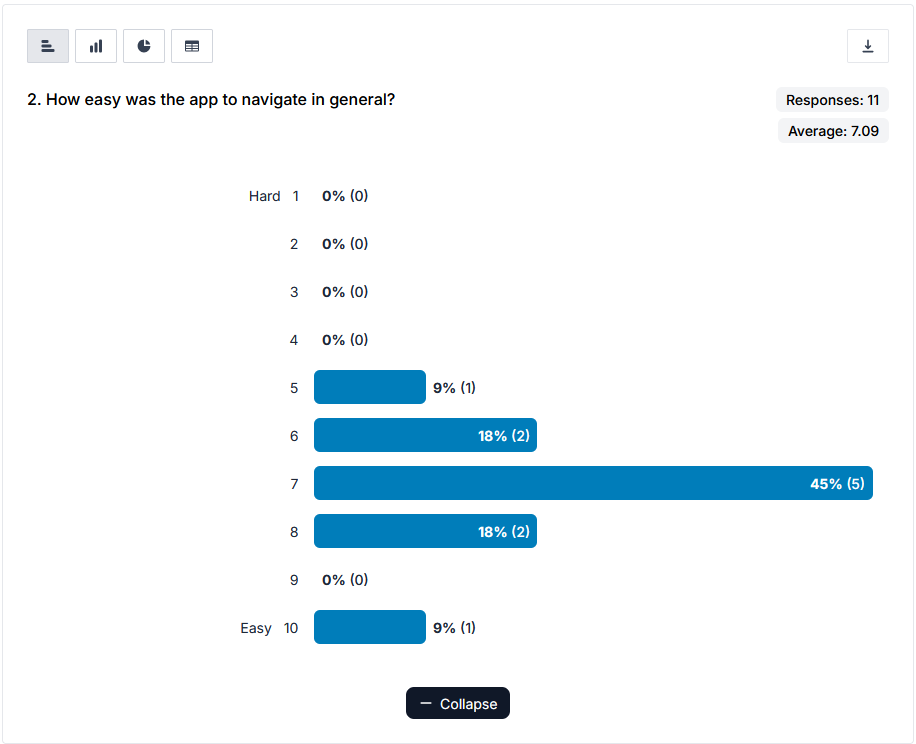 2. How easy was the app to navigate in general?
Responses: 11
Average: 7.09
Hard 1 0% (0)
2 0% (0)
3 0% (0)
4 0% (0)
5 9% (1)
6 18% (2)
7 45% (5)
8 18% (2)
9 0% (0)
Easy 10 9% (1)
Collapse